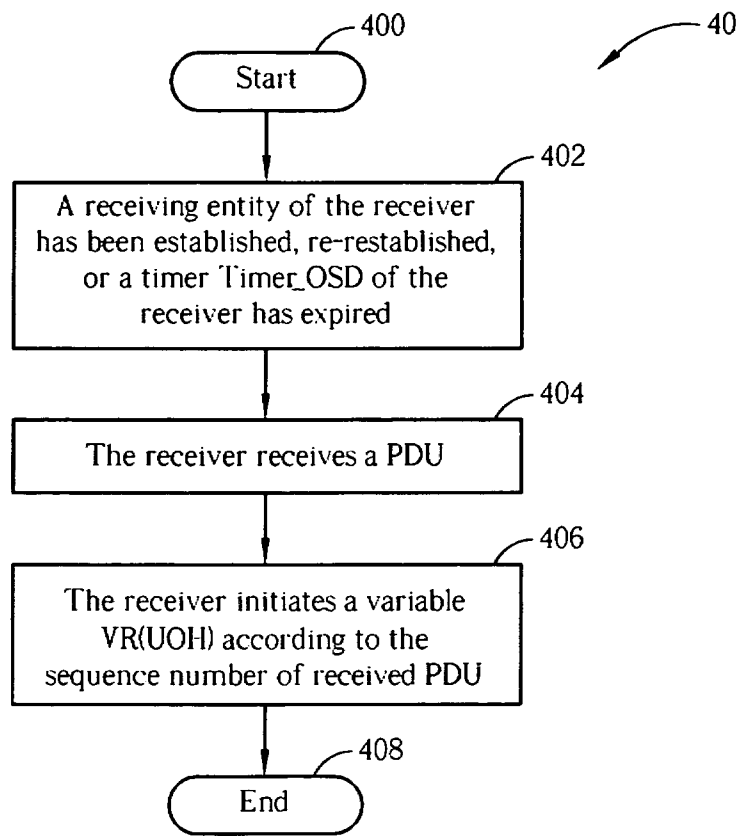 400
40
Start
402
A receiving entity of the receiver
has been established, re-restablished,
or a timer Timer_OSD of the
receiver has expired
404
The receiver receives a PDU
406
The receiver initiates a variable
VR(UOH) according to the
sequence number of received PDU
408
End